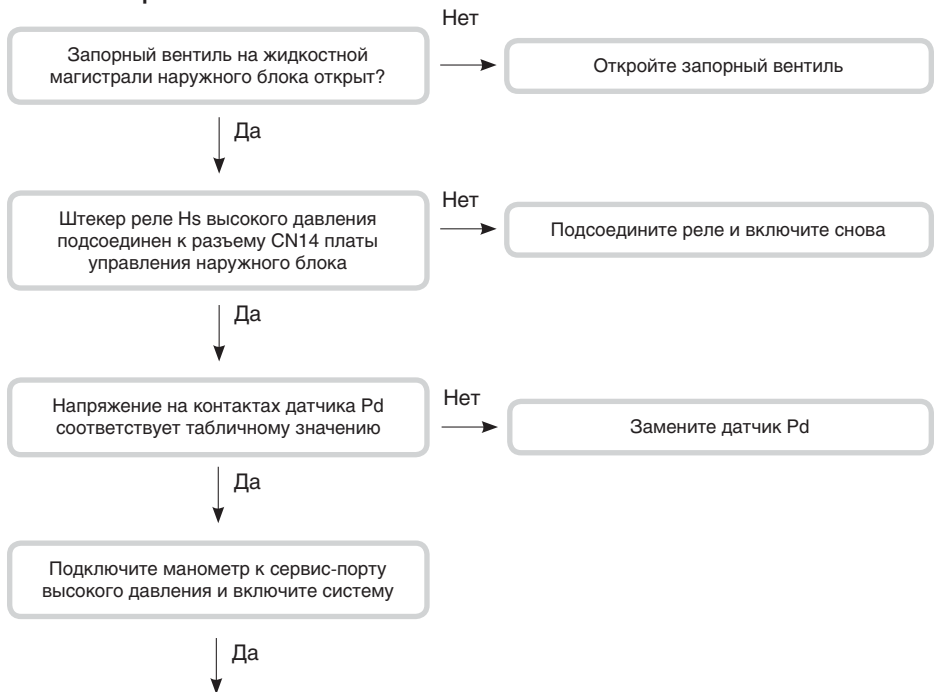 Нет
Запорный вентиль на жидкостной
магистрали наружного блока открыт?
Откройте запорный вентиль
Да
Нет
Штекер реле Hs высокого давления
подсоединен к разъему CN14 платы
управления наружного блока
Подсоедините реле и включите снова
Да
Нет
Напряжение на контактах датчика Pd
соответствует табличному значению
Замените датчик Pd
Да
Подключите манометр к сервис-порту
высокого давления и включите систему
Да